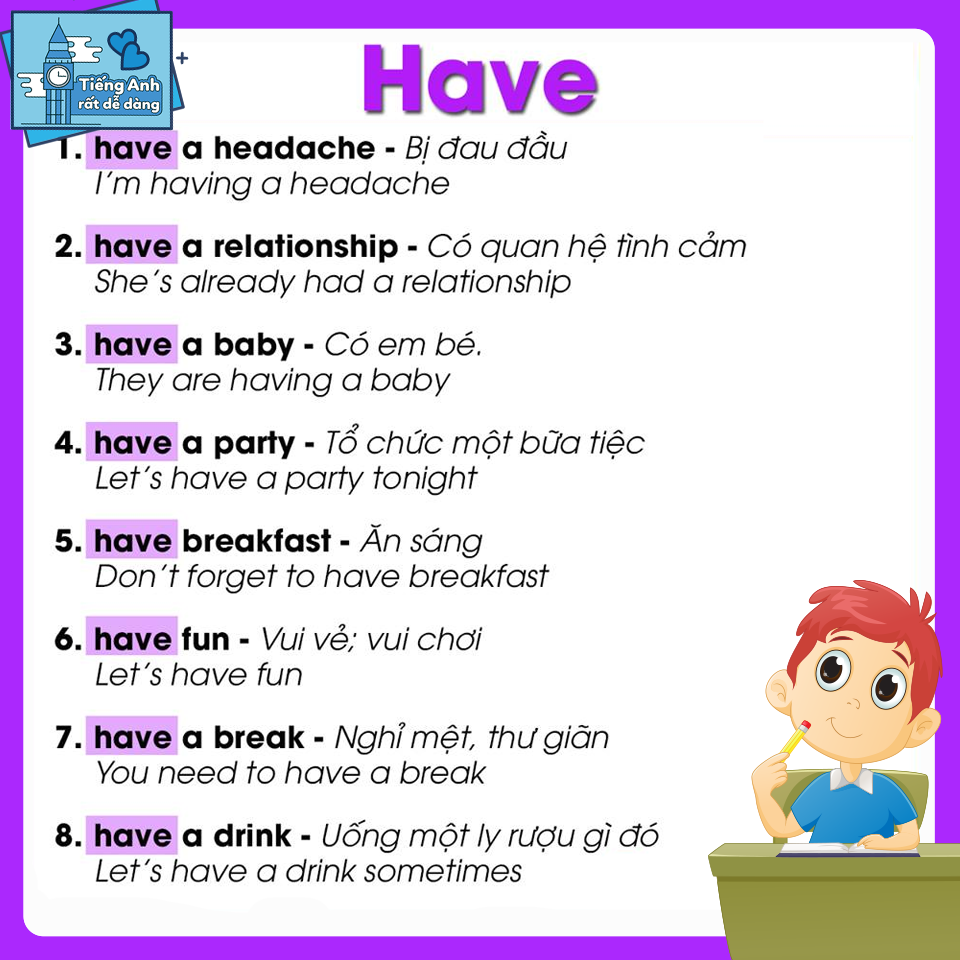 Tiếng Anh
rất dễ dàng
Have
1. have a headache - Bị đau đầu
I'm having a headache
2. have a relationship - Có quan hệ tình cảm
She's already had a relationship
3. have a baby - Có em bé.
They are having a baby
4. have a party - Tổ chức một bữa tiệc
Let's have a party tonight
5. have breakfast - Ăn sáng
Don't forget to have breakfast
6. have fun - Vui vẻ; vui chơi
Let's have fun
7. have a break - Nghỉ mệt, thư giãn
You need to have a break
8. have a drink - Uống một ly rượu gì đó
Let's have a drink sometimes